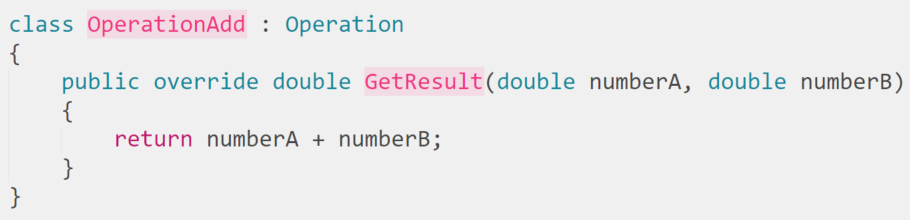 class OperationAdd : Operation
{
    public override double GetResult(double numberA, double numberB)
    {
        return numberA + numberB;
    }
}